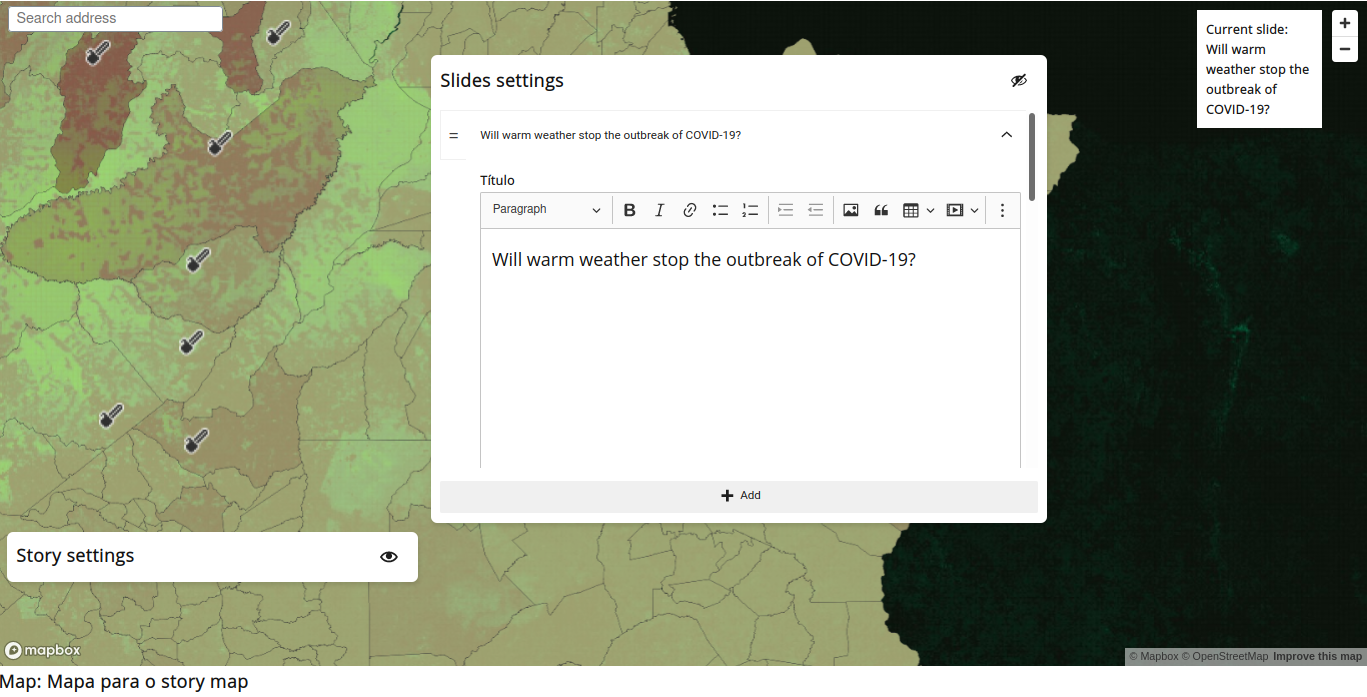 Search address
Current slide:
Will warm
weather stop the
outbreak of
COVID-19?
+
−
Slides settings
= Will warm weather stop the outbreak of COVID-19?
Título
Paragraph
Will warm weather stop the outbreak of COVID-19?
+ Add
Story settings
mapbox
© Mapbox © OpenStreetMap Improve this map
Map: Mapa para o story map